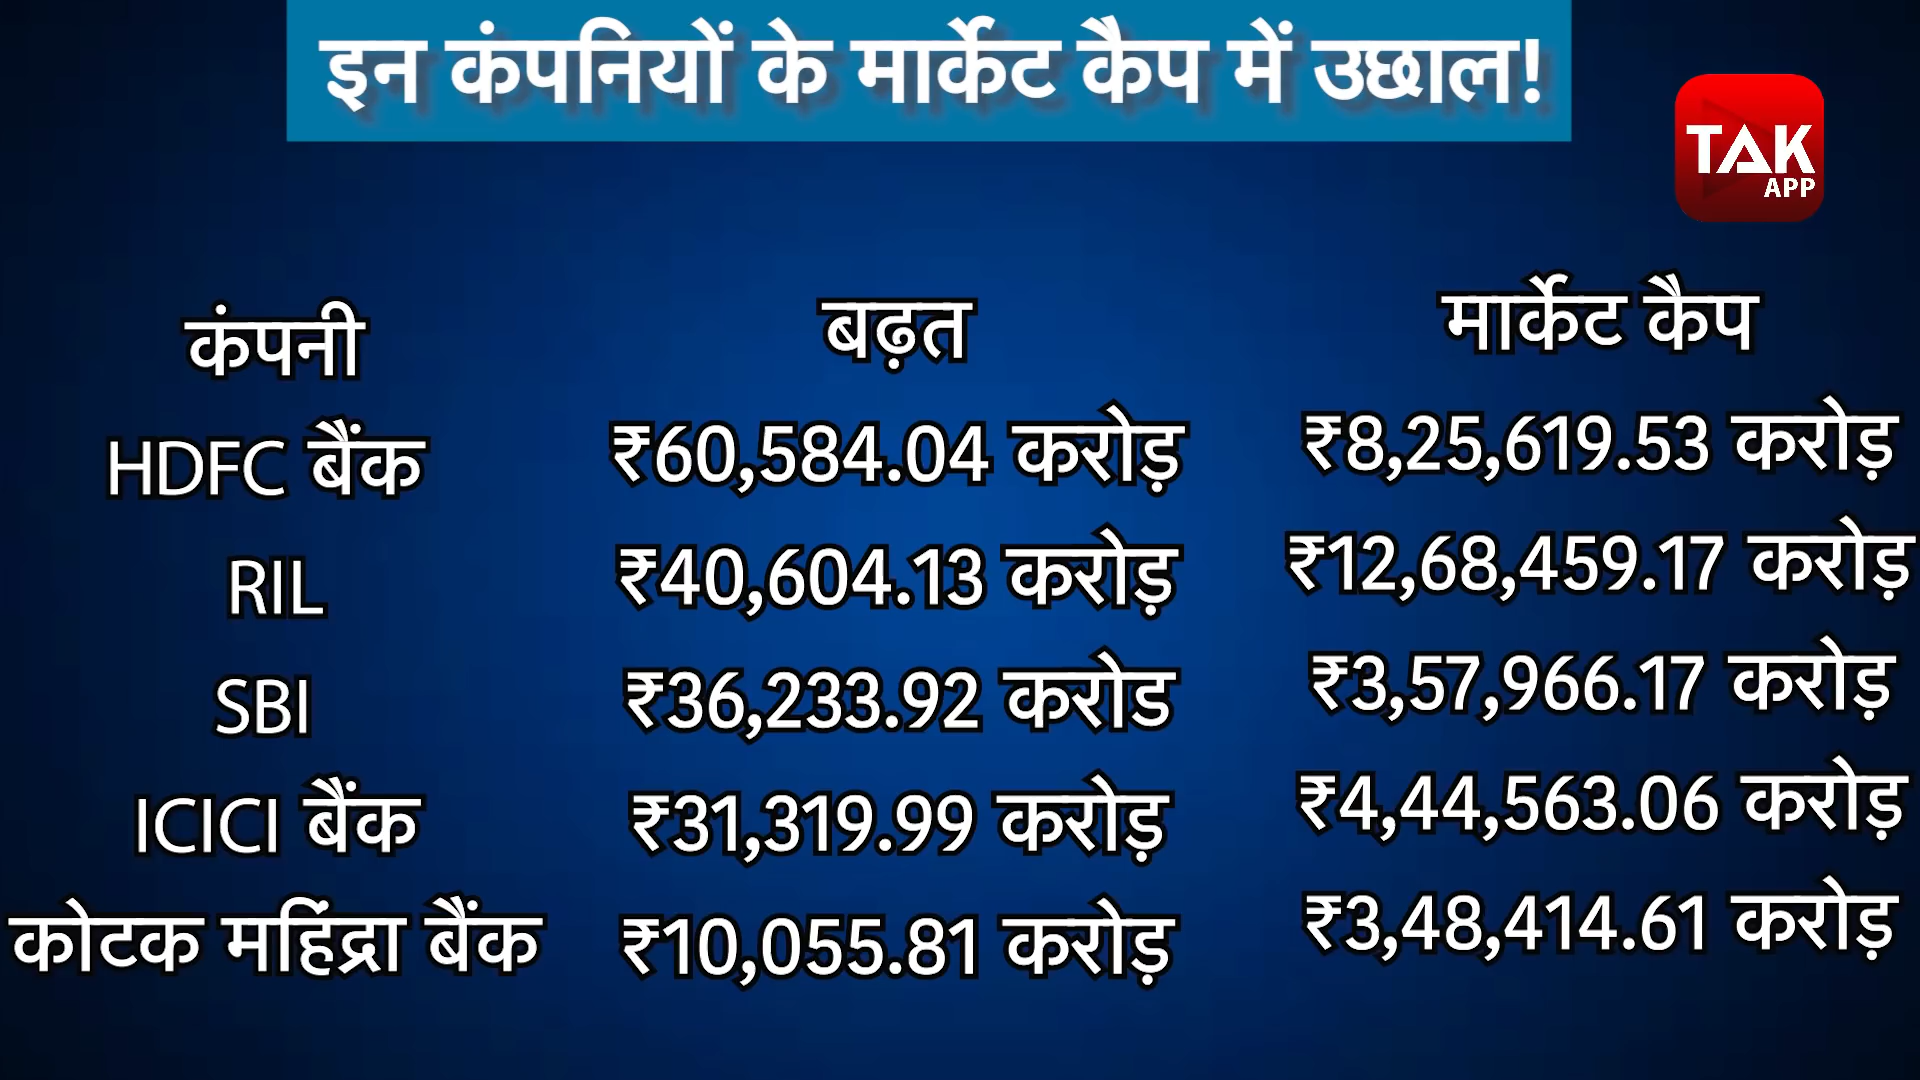 इन कंपनियों के मार्केट कैप में उछाल!
TAK
APP
कंपनी बढ़त मार्केट कैप
HDFC बैंक ₹60,584.04 करोड़ ₹8,25,619.53 करोड़
RIL ₹40,604.13 करोड़ ₹12,68,459.17 करोड़
SBI ₹36,233.92 करोड ₹3,57,966.17 करोड़
ICICI बैंक ₹31,319.99 करोड़ ₹4,44,563.06 करोड़
कोटक महिंद्रा बैंक ₹10,055.81 करोड़ ₹3,48,414.61 करोड़